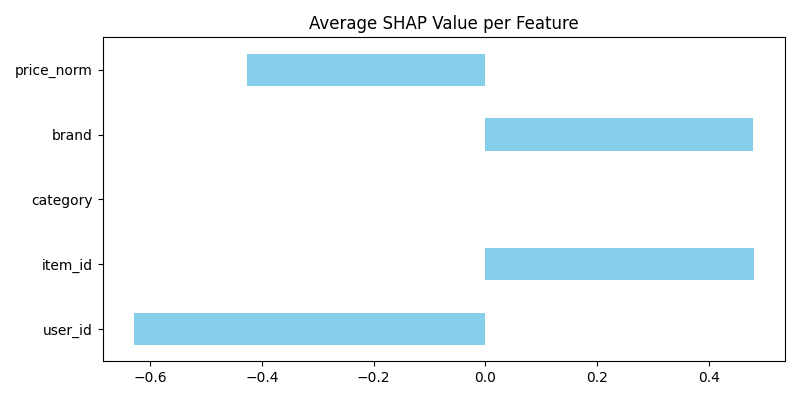 Average SHAP Value per Feature
price_norm
brand
category
item_id
user_id
−0.6 −0.4 −0.2 0.0 0.2 0.4